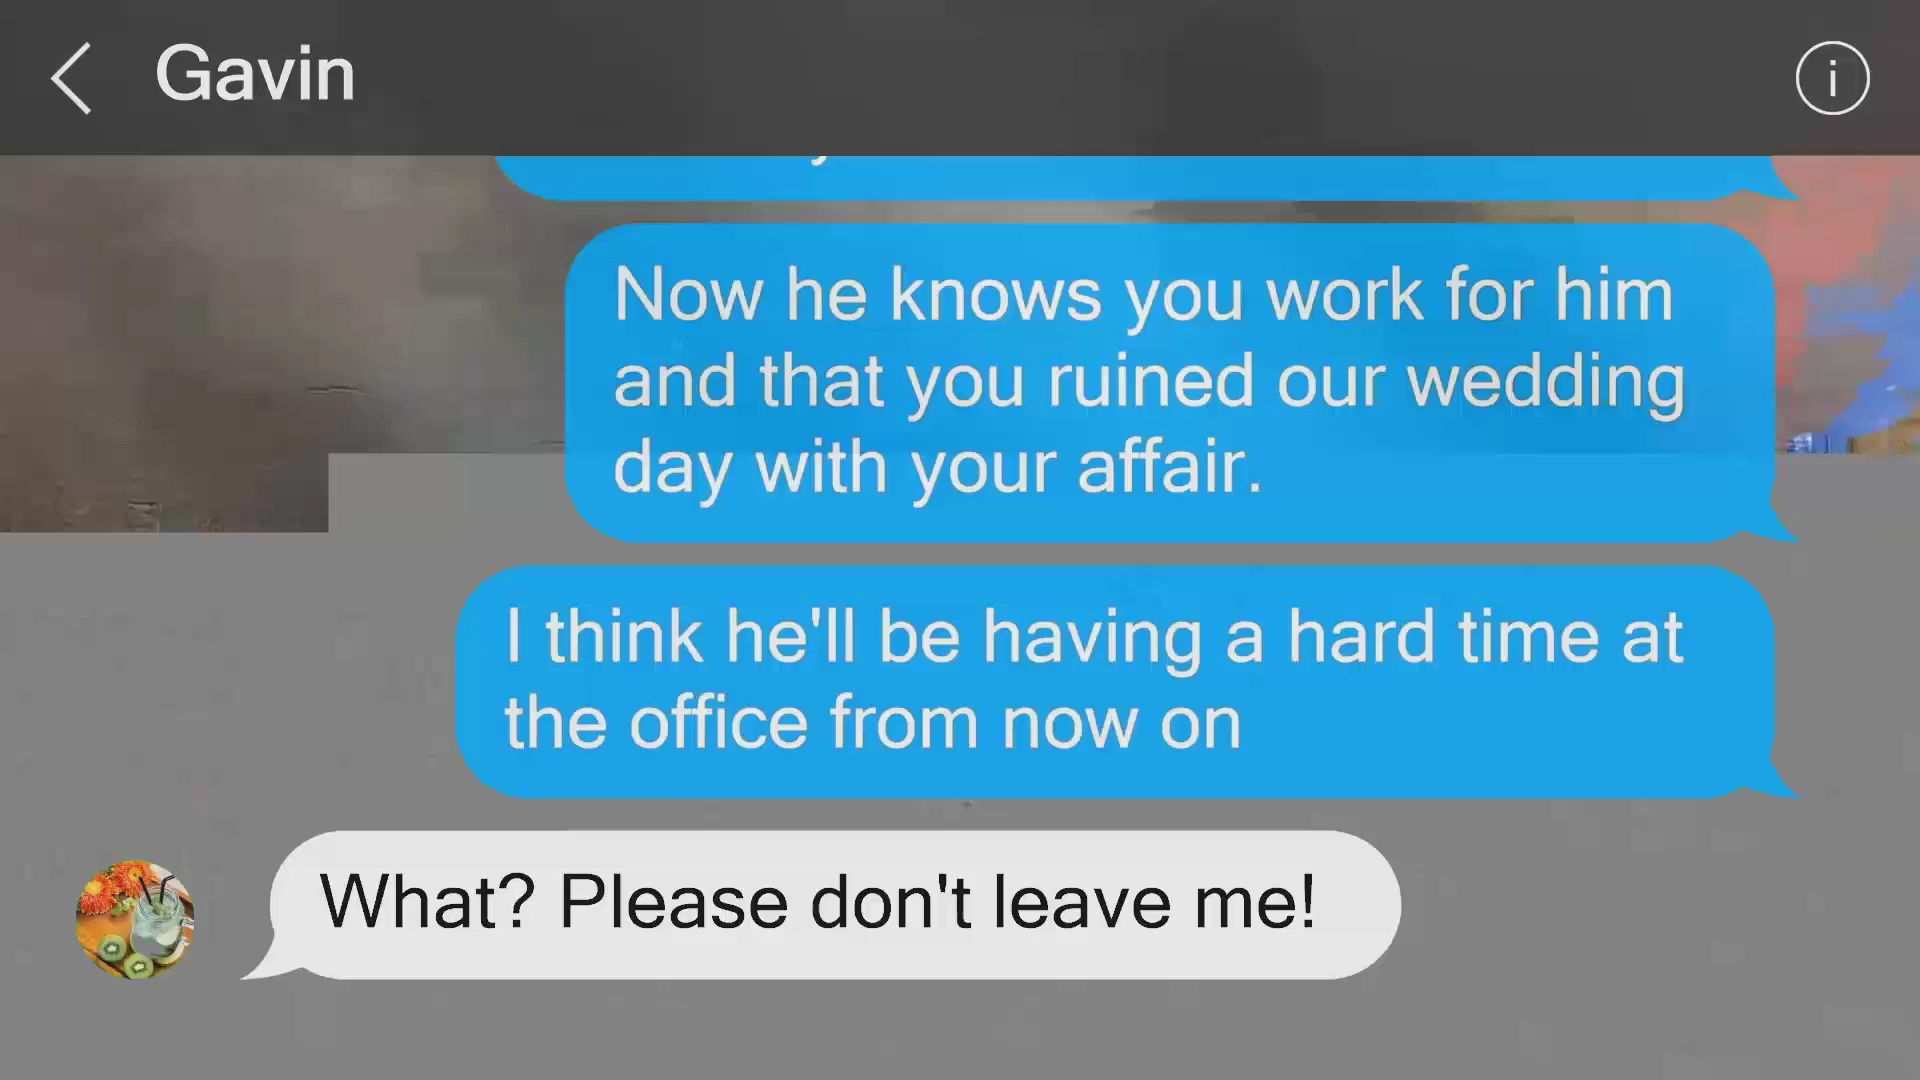 Gavin
i
Now he knows you work for him
and that you ruined our wedding
day with your affair.
I think he'll be having a hard time at
the office from now on
What? Please don't leave me!